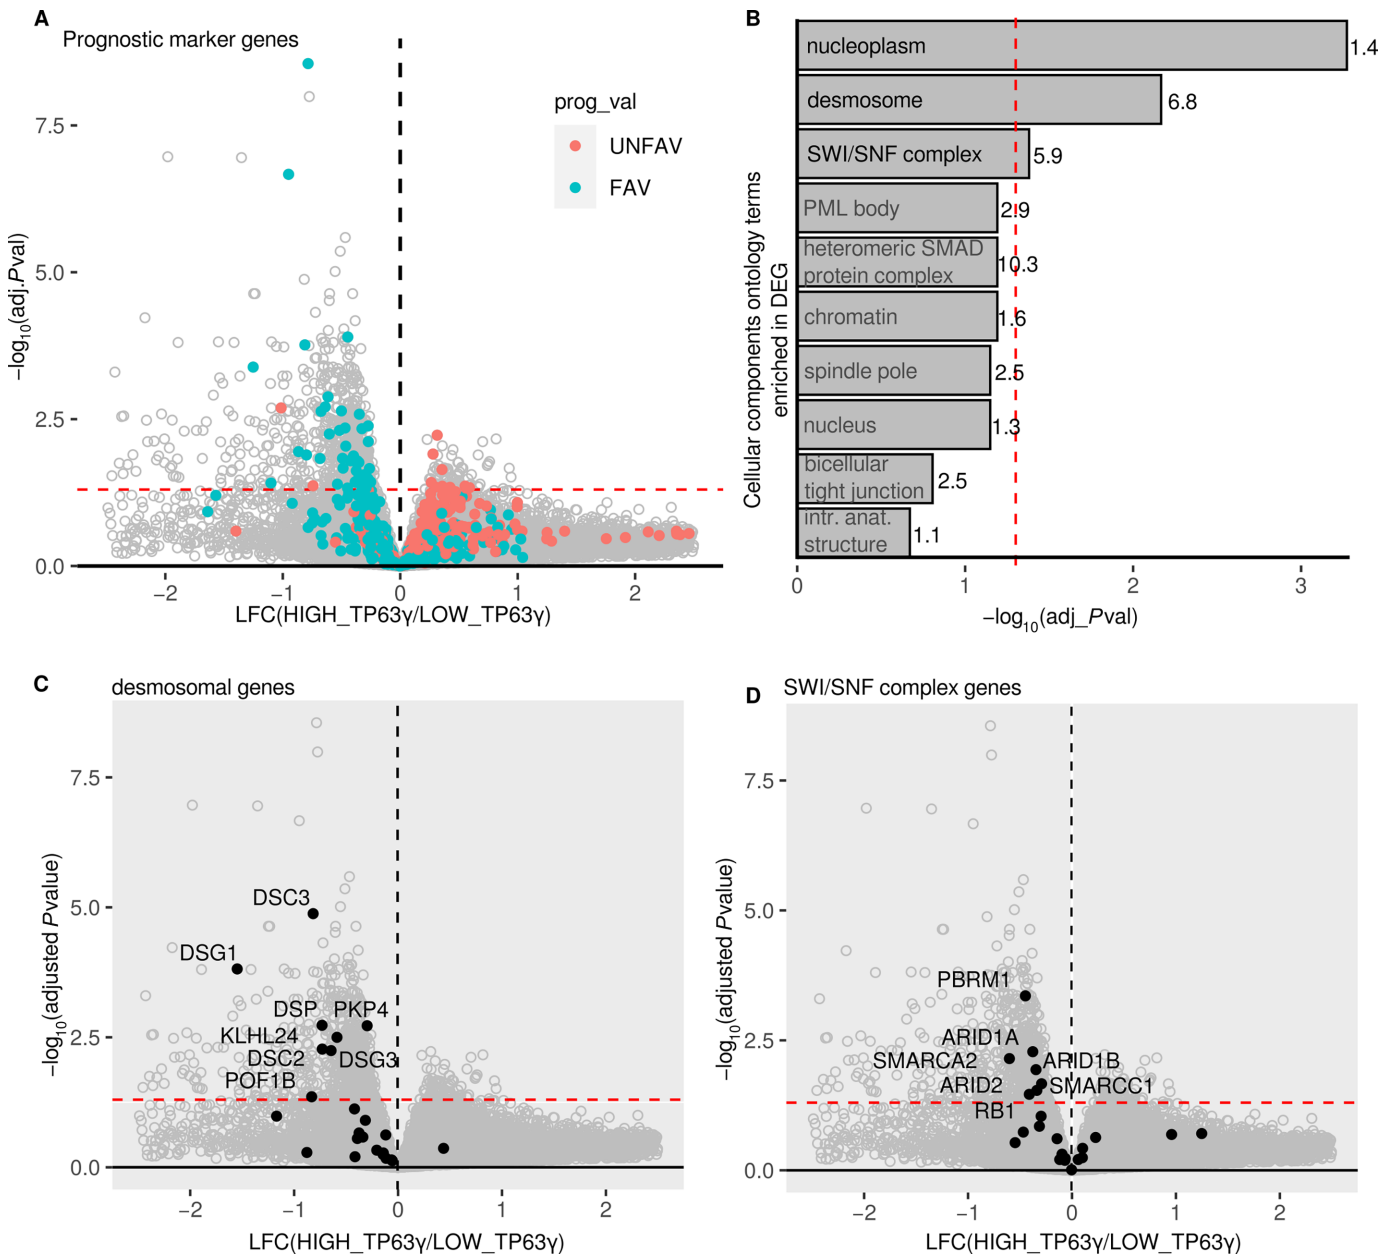 A
Prognostic marker genes
prog_val
UNFAV
FAV
7.5
5.0
2.5
0.0
−log10(adj.Pval)
−2
−1
0
1
2
LFC(HIGH_TP63γ/LOW_TP63γ)
B
nucleoplasm
1.4
desmosome
6.8
SWI/SNF complex
5.9
PML body
2.9
heteromeric SMAD
protein complex
10.3
chromatin
1.6
spindle pole
2.5
nucleus
1.3
bicellular
tight junction
2.5
intr. anat.
structure
1.1
Cellular components ontology terms
enriched in DEG
0
1
2
3
−log10(adj_Pval)
C
desmosomal genes
7.5
5.0
2.5
0.0
−log10(adjusted Pvalue)
DSC3
DSG1
DSP
PKP4
KLHL24
DSC2
DSG3
POF1B
−2
−1
0
1
2
LFC(HIGH_TP63γ/LOW_TP63γ)
D
SWI/SNF complex genes
7.5
5.0
2.5
0.0
−log10(adjusted Pvalue)
PBRM1
ARID1A
SMARCA2
ARID1B
ARID2
SMARCC1
RB1
−2
−1
0
1
2
LFC(HIGH_TP63γ/LOW_TP63γ)